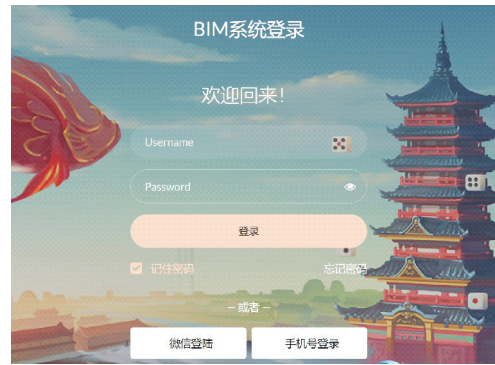 BIM系统登录
欢迎回来！
Username
Password
登录
记住密码 忘记密码
– 或者 –
微信登陆 手机号登录